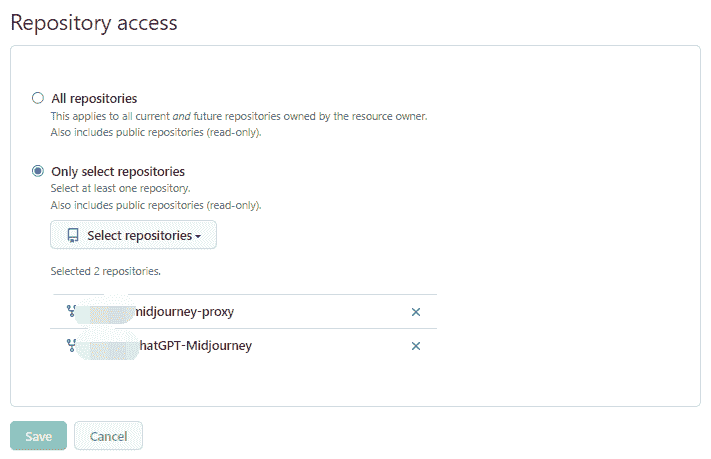 Repository access
All repositories
This applies to all current and future repositories owned by the resource owner.
Also includes public repositories (read-only).
Only select repositories
Select at least one repository.
Also includes public repositories (read-only).
Select repositories
Selected 2 repositories.
midjourney-proxy
hatGPT-Midjourney
Save
Cancel